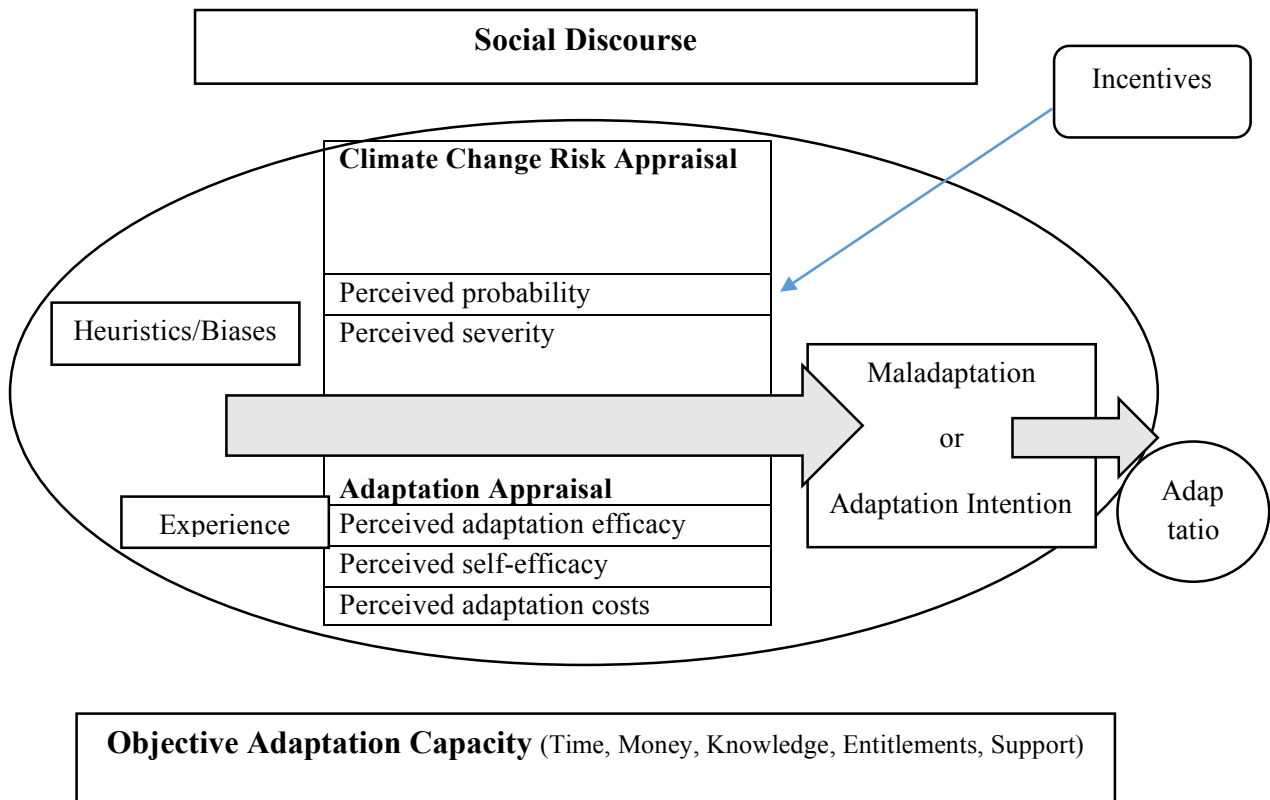 Social Discourse
Incentives
Climate Change Risk Appraisal
Perceived probability
Heuristics/Biases
Perceived severity
Maladaptation
or
Adaptation Intention
Adaptation Appraisal
Experience
Perceived adaptation efficacy
Perceived self-efficacy
Perceived adaptation costs
Adap
tatio
Objective Adaptation Capacity (Time, Money, Knowledge, Entitlements, Support)